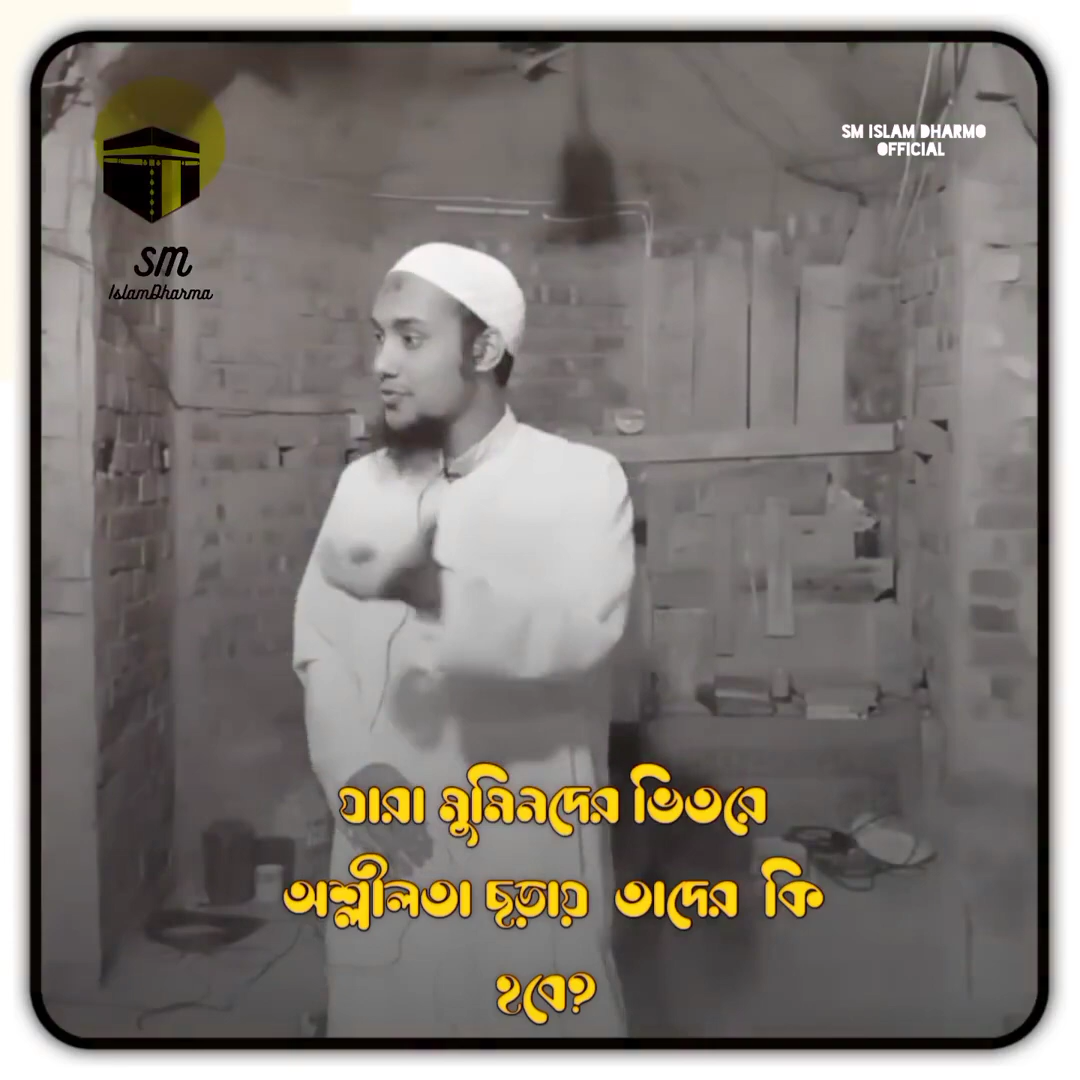 SM ISLAM DHARMO
OFFICIAL
SM
IslamDharma
যারা মুমিনদের ভিতরে
অশ্লীলতা ছড়ায় তাদের কি
হবে?